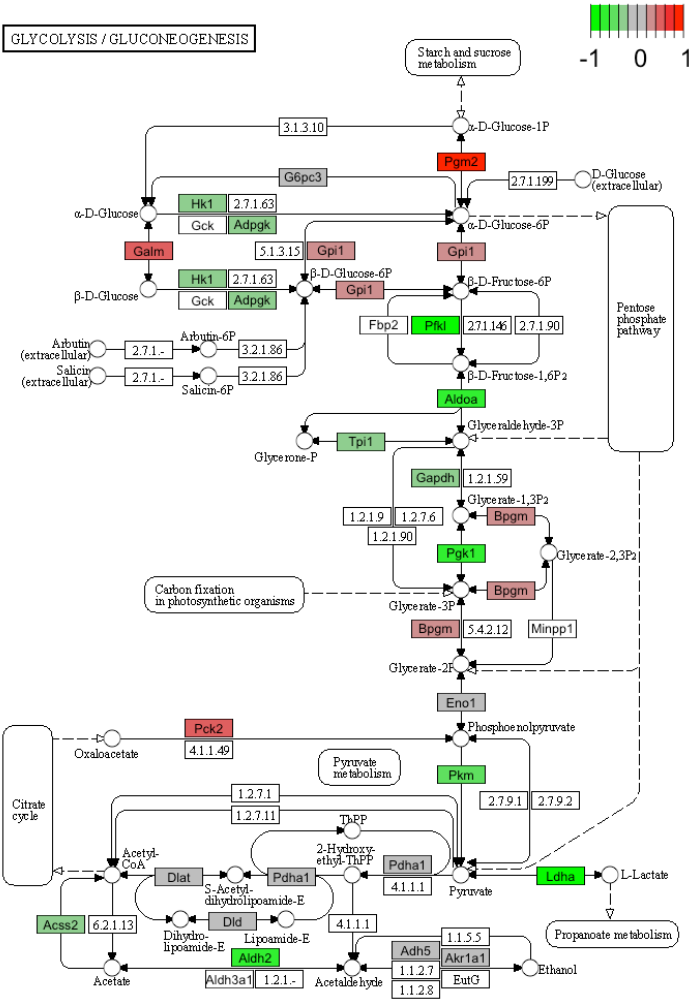 GLYCOLYSIS / GLUCONEOGENESIS
-1 0 1
Starch and sucrose
metabolism
3.1.3.10
α-D-Glucose-1P
Pgm2
G6pc3
2.7.1.199
D-Glucose
(extracellular)
Hk1
2.7.1.63
α-D-Glucose
Gck
Adpgk
α-D-Glucose-6P
Galm
5.1.3.15
Gpi1
Gpi1
Hk1
2.7.1.63
β-D-Glucose-6P
β-D-Fructose-6P
β-D-Glucose
Gck
Adpgk
Gpi1
Pentose
phosphate
pathway
Fbp2
Pfkl
2.7.1.146
2.7.1.90
Arbutin
(extracellular)
2.7.1.-
Arbutin-6P
3.2.1.86
Salicin
(extracellular)
2.7.1.-
Salicin-6P
3.2.1.86
β-D-Fructose-1,6P2
Aldoa
Glyceraldehyde-3P
Glycerone-P
Tpi1
Gapdh
1.2.1.59
Glycerate-1,3P2
1.2.1.9
1.2.7.6
1.2.1.90
Bpgm
Pgk1
Glycerate-2,3P2
Carbon fixation
in photosynthetic organisms
Bpgm
Glycerate-3P
Bpgm
5.4.2.12
Minpp1
Glycerate-2P
Eno1
Pck2
Phosphoenolpyruvate
Oxaloacetate
4.1.1.49
Pyruvate
metabolism
Pkm
Citrate
cycle
1.2.7.1
1.2.7.11
2.7.9.1
2.7.9.2
ThPP
Acetyl-
CoA
2-Hydroxy-
ethyl-ThPP
Dlat
S-Acetyl-
dihydrolipoamide-E
Pdha1
Pdha1
4.1.1.1
Pyruvate
Ldha
L-Lactate
Acss2
6.2.1.13
Dihydro-
lipoamide-E
Dld
Lipoamide-E
4.1.1.1
Propanoate metabolism
Aldh2
Acetate
Aldh3a1
1.2.1.-
Acetaldehyde
1.1.5.5
Adh5
Akr1a1
1.1.2.7
EutG
1.1.2.8
Ethanol